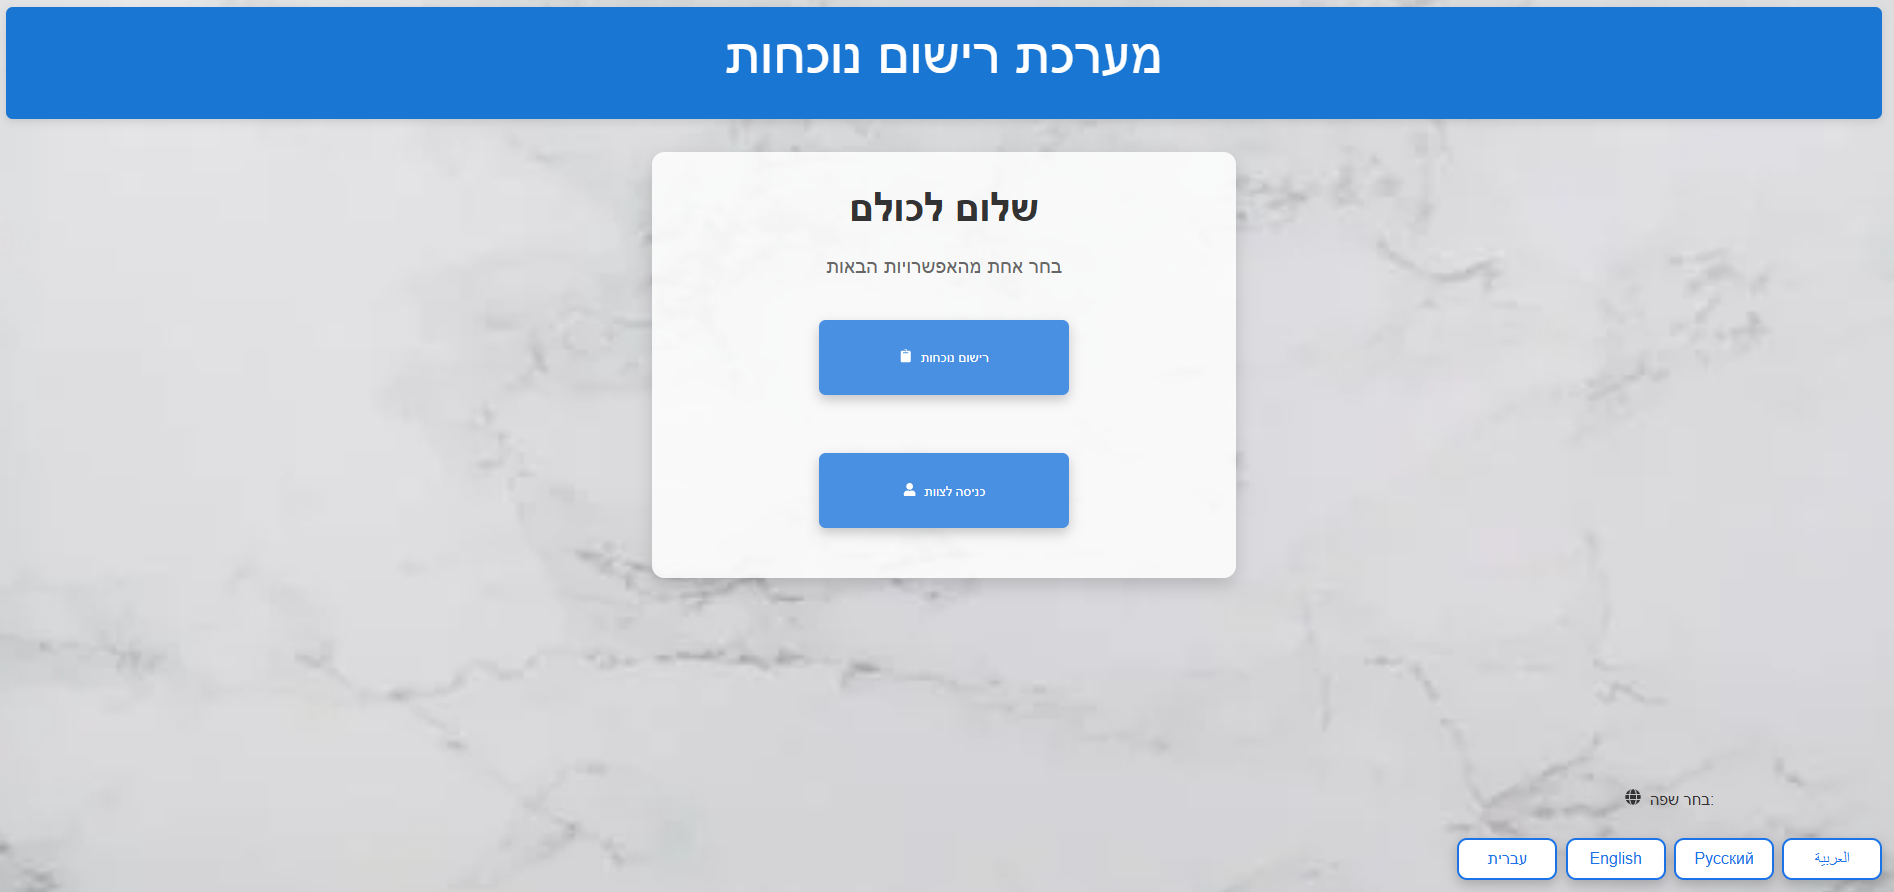 מערכת רישום נוכחות
שלום לכולם
בחר אחת מהאפשרויות הבאות
רישום נוכחות
כניסה לצוות
בחר שפה:
עברית
English
Русский
العربية